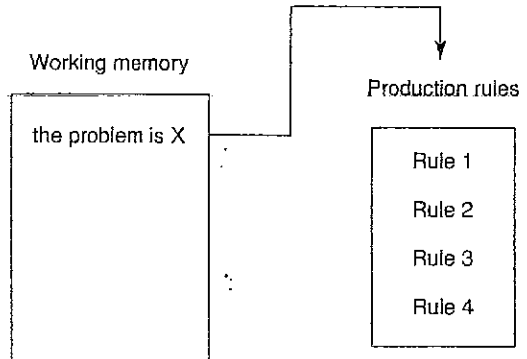 Working memory
the problem is X
Production rules
Rule 1
Rule 2
Rule 3
Rule 4